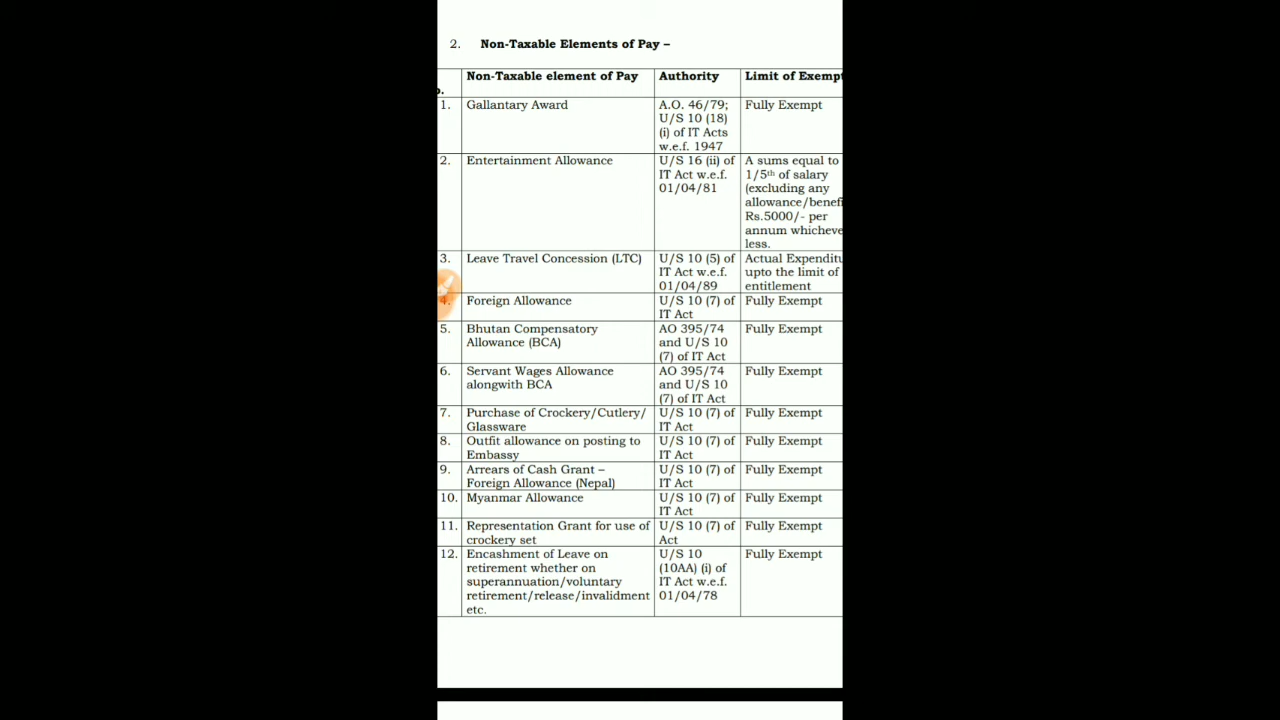 2. Non-Taxable Elements of Pay –
Non-Taxable element of Pay Authority Limit of Exempt
o.
1. Gallantary Award A.O. 46/79; Fully Exempt
U/S 10 (18)
(i) of IT Acts
w.e.f. 1947
2. Entertainment Allowance U/S 16 (ii) of A sums equal to
IT Act w.e.f. 1/5th of salary
01/04/81 (excluding any
allowance/benefi
Rs.5000/- per
annum whicheve
less.
3. Leave Travel Concession (LTC) U/S 10 (5) of Actual Expenditu
IT Act w.e.f. upto the limit of
01/04/89 entitlement
4. Foreign Allowance U/S 10 (7) of Fully Exempt
IT Act
5. Bhutan Compensatory AO 395/74 Fully Exempt
Allowance (BCA) and U/S 10
(7) of IT Act
6. Servant Wages Allowance AO 395/74 Fully Exempt
alongwith BCA and U/S 10
(7) of IT Act
7. Purchase of Crockery/Cutlery/ U/S 10 (7) of Fully Exempt
Glassware IT Act
8. Outfit allowance on posting to U/S 10 (7) of Fully Exempt
Embassy IT Act
9. Arrears of Cash Grant – U/S 10 (7) of Fully Exempt
Foreign Allowance (Nepal) IT Act
10. Myanmar Allowance U/S 10 (7) of Fully Exempt
IT Act
11. Representation Grant for use of U/S 10 (7) of Fully Exempt
crockery set Act
12. Encashment of Leave on U/S 10 Fully Exempt
retirement whether on (10AA) (i) of
superannuation/voluntary IT Act w.e.f.
retirement/release/invalidment 01/04/78
etc.